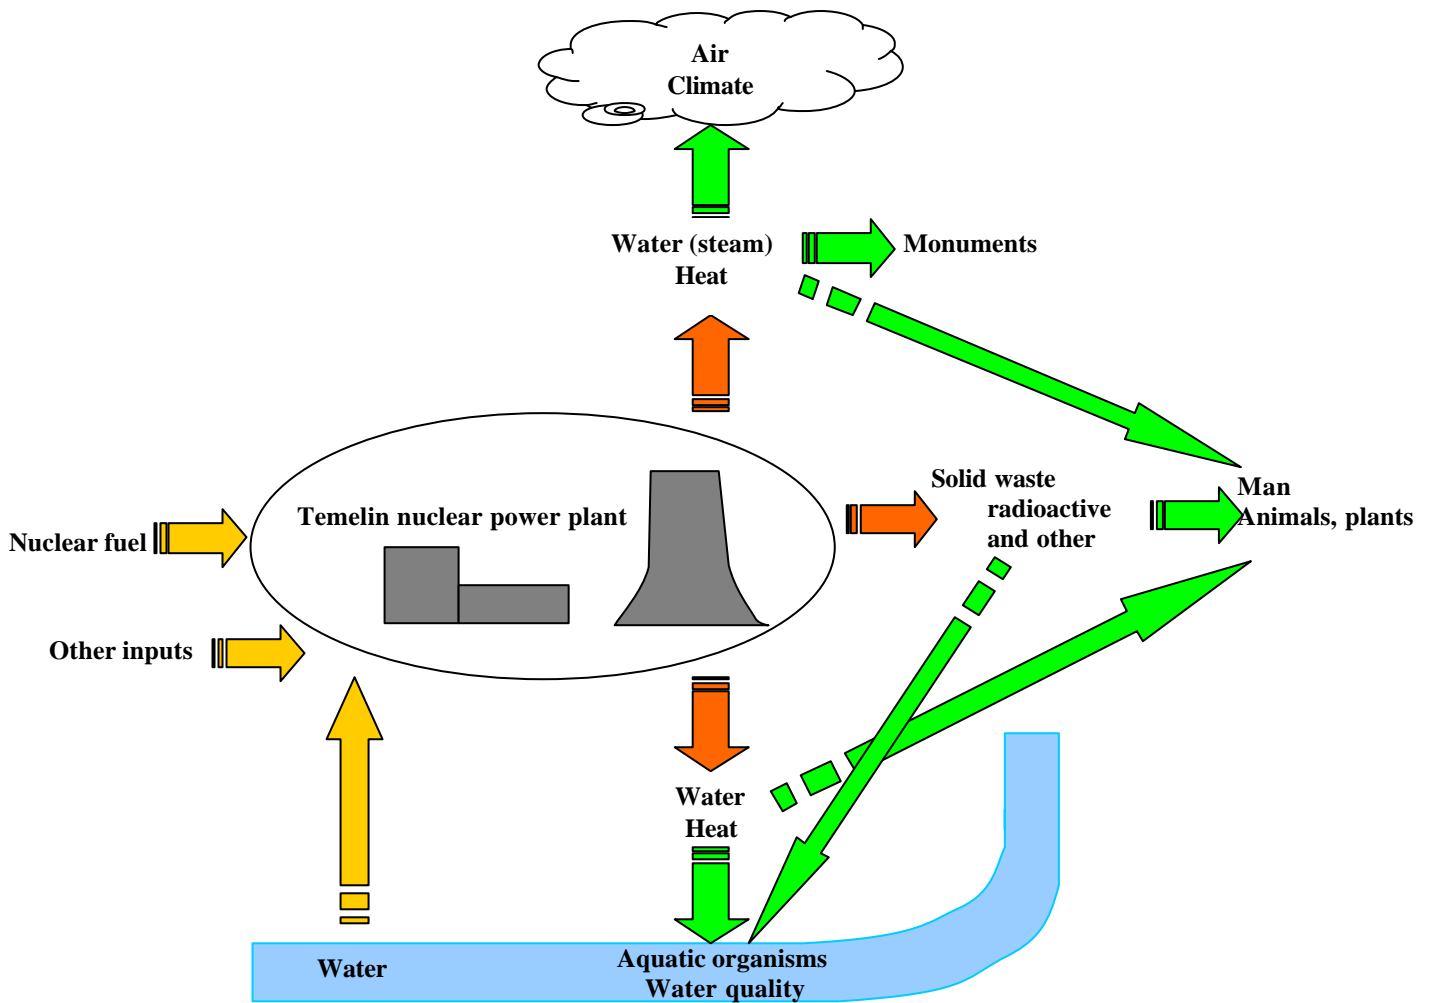 Air
Climate
Water (steam)
Heat
Monuments
Solid waste
radioactive
and other
Man
Animals, plants
Temelin nuclear power plant
Nuclear fuel
Other inputs
Water
Heat
Water
Aquatic organisms
Water quality